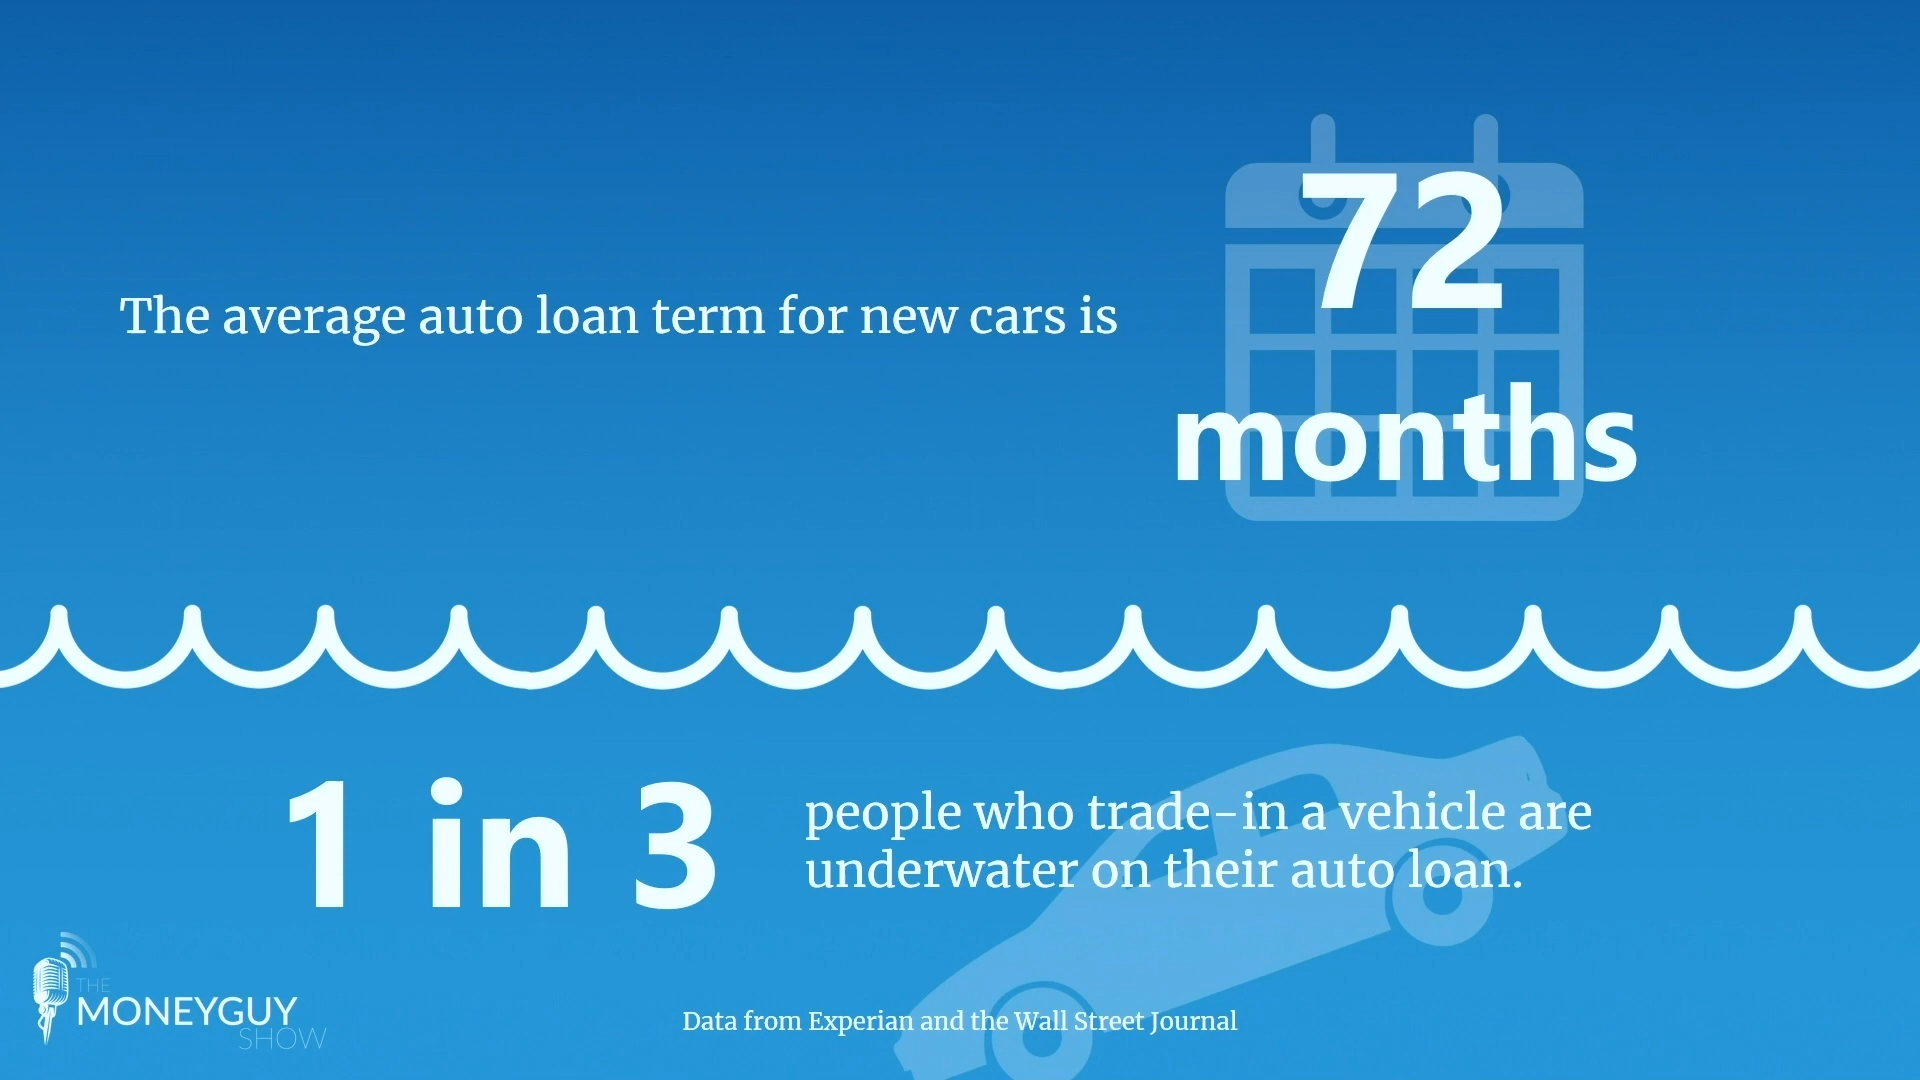 The average auto loan term for new cars is
72
months
1 in 3
people who trade-in a vehicle are
underwater on their auto loan.
THE
MONEYGUY
SHOW
Data from Experian and the Wall Street Journal